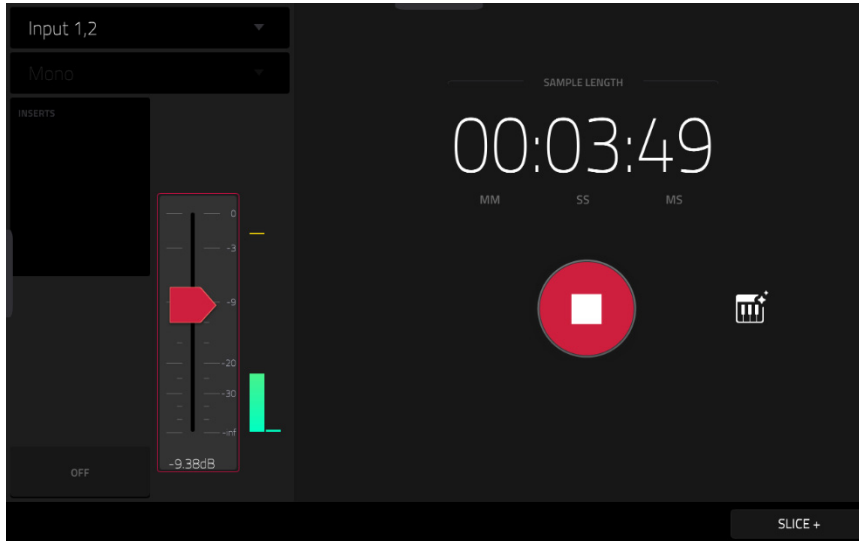 Input 1,2
Mono
INSERTS
SAMPLE LENGTH
00:03:49
MM SS MS
0
-3
-9
-20
-30
-inf
-9.38dB
OFF
SLICE +